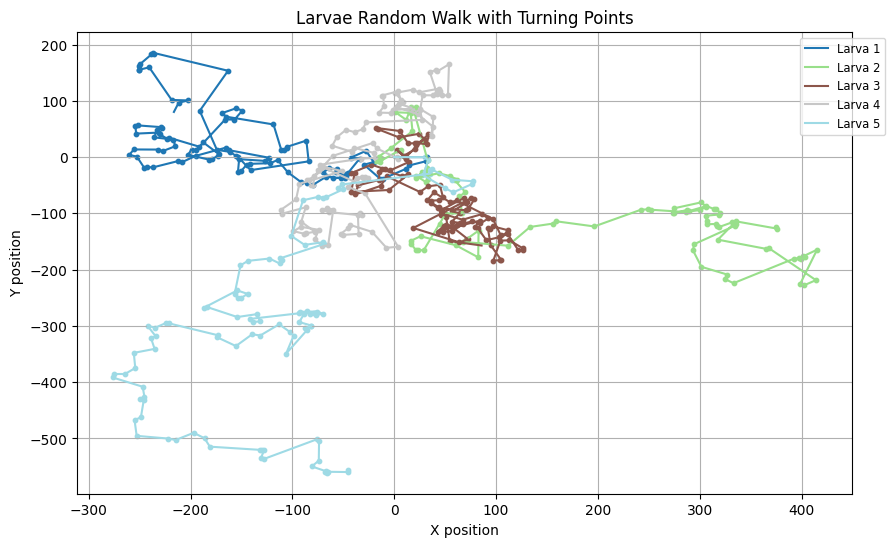 Larvae Random Walk with Turning Points
Larva 1
Larva 2
Larva 3
Larva 4
Larva 5
Y position
200
100
0
−100
−200
−300
−400
−500
−300
−200
−100
0
100
200
300
400
X position